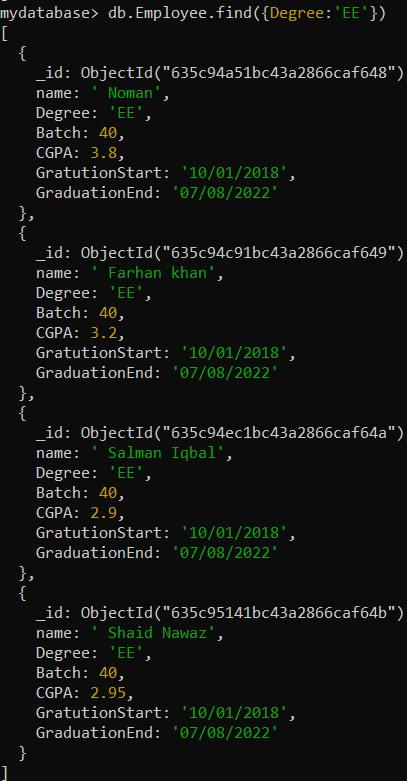 mydatabase> db.Employee.find({Degree:'EE'})
[
  {
    _id: ObjectId("635c94a51bc43a2866caf648")
    name: ' Noman',
    Degree: 'EE',
    Batch: 40,
    CGPA: 3.8,
    GratutionStart: '10/01/2018',
    GraduationEnd: '07/08/2022'
  },
  {
    _id: ObjectId("635c94c91bc43a2866caf649")
    name: ' Farhan khan',
    Degree: 'EE',
    Batch: 40,
    CGPA: 3.2,
    GratutionStart: '10/01/2018',
    GraduationEnd: '07/08/2022'
  },
  {
    _id: ObjectId("635c94ec1bc43a2866caf64a")
    name: ' Salman Iqbal',
    Degree: 'EE',
    Batch: 40,
    CGPA: 2.9,
    GratutionStart: '10/01/2018',
    GraduationEnd: '07/08/2022'
  },
  {
    _id: ObjectId("635c95141bc43a2866caf64b")
    name: ' Shaid Nawaz',
    Degree: 'EE',
    Batch: 40,
    CGPA: 2.95,
    GratutionStart: '10/01/2018',
    GraduationEnd: '07/08/2022'
  }
]